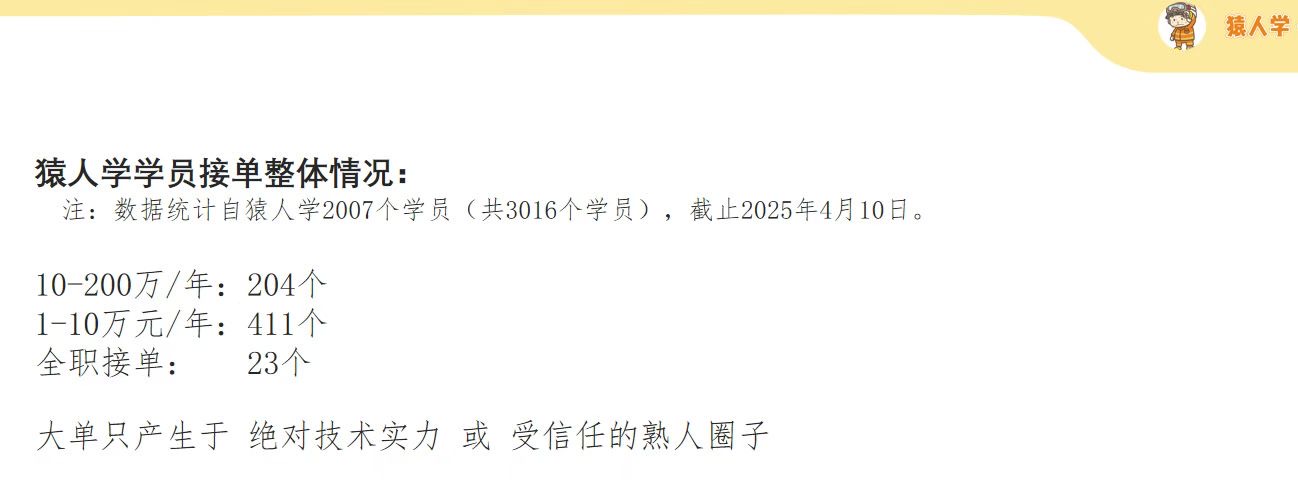 猿人学
猿人学学员接单整体情况：
注：数据统计自猿人学2007个学员（共3016个学员），截止2025年4月10日。
10-200万/年：204个
1-10万元/年：411个
全职接单： 23个
大单只产生于 绝对技术实力 或 受信任的熟人圈子